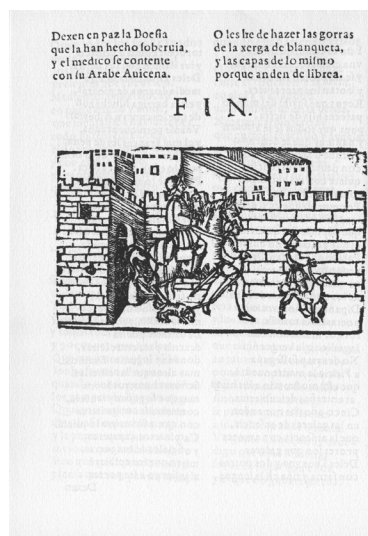 Dexen en paz la Poesia
que la han hecho soberuia,
y el medico se contente
con su Arabe Auicena.
O les he de hazer las gorras
de la xerga de blanqueta,
y las capas de lo mismo
porque anden de librea.
FIN.